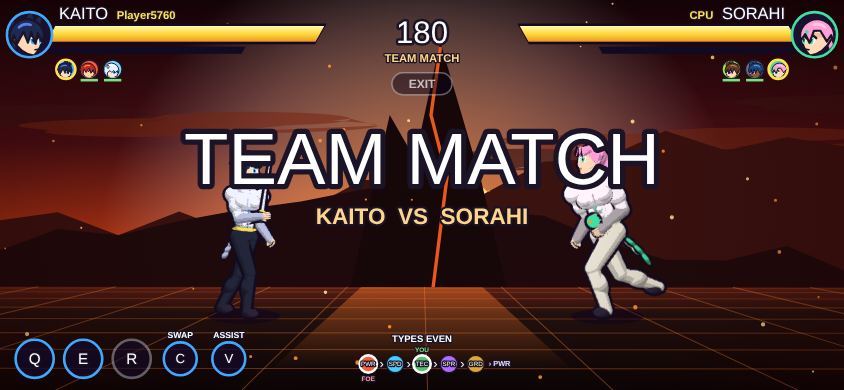 KAITO Player5760
180
CPU SORAHI
TEAM MATCH
EXIT
TEAM MATCH
KAITO VS SORAHI
SWAP ASSIST
Q E R C V
TYPES EVEN
YOU
PWR › SPD › TEC › SPR › GRD › PWR
FOE